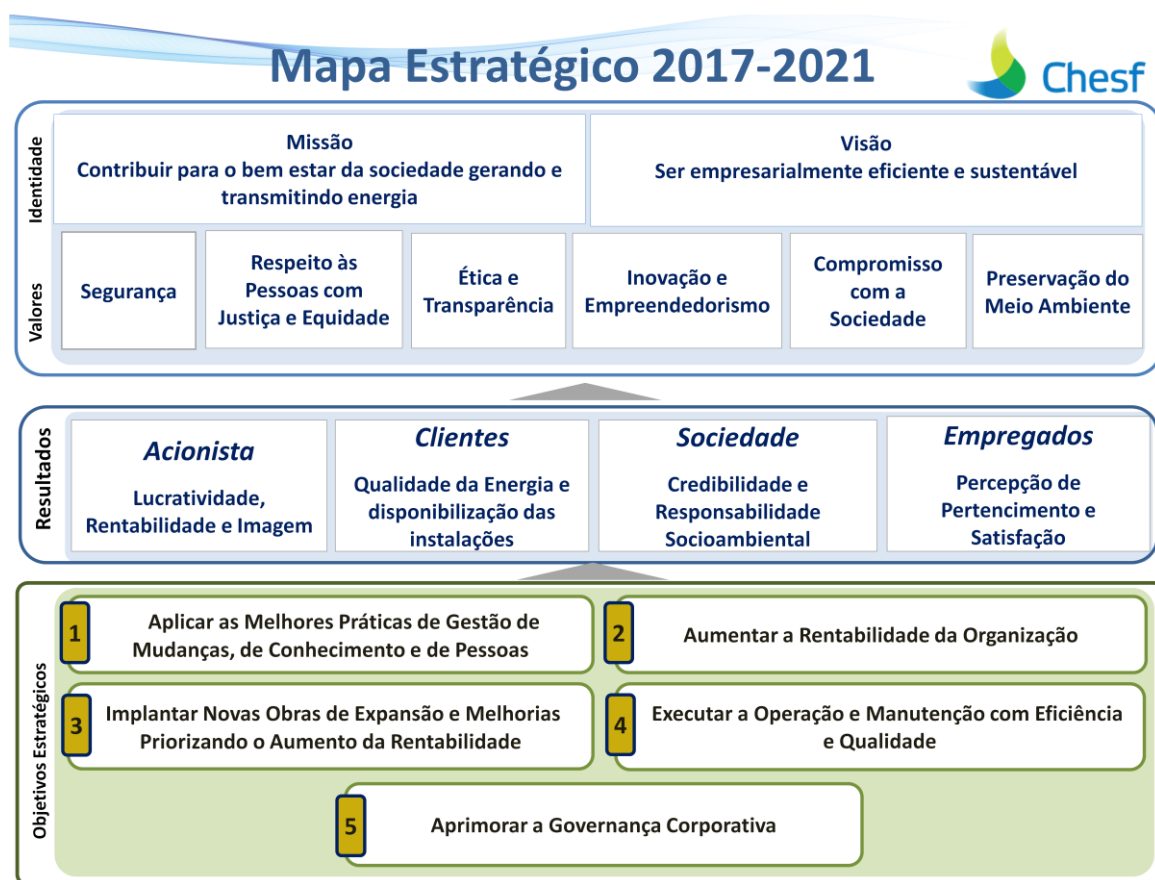 Mapa Estratégico 2017-2021
Chesf
Identidade
Missão
Contribuir para o bem estar da sociedade gerando e
transmitindo energia
Visão
Ser empresarialmente eficiente e sustentável
Valores
Segurança
Respeito às
Pessoas com
Justiça e Equidade
Ética e
Transparência
Inovação e
Empreendedorismo
Compromisso
com a
Sociedade
Preservação do
Meio Ambiente
Resultados
Acionista
Lucratividade,
Rentabilidade e Imagem
Clientes
Qualidade da Energia e
disponibilização das
instalações
Sociedade
Credibilidade e
Responsabilidade
Socioambiental
Empregados
Percepção de
Pertencimento e
Satisfação
Objetivos Estratégicos
1
Aplicar as Melhores Práticas de Gestão de
Mudanças, de Conhecimento e de Pessoas
2
Aumentar a Rentabilidade da Organização
3
Implantar Novas Obras de Expansão e Melhorias
Priorizando o Aumento da Rentabilidade
4
Executar a Operação e Manutenção com Eficiência
e Qualidade
5
Aprimorar a Governança Corporativa